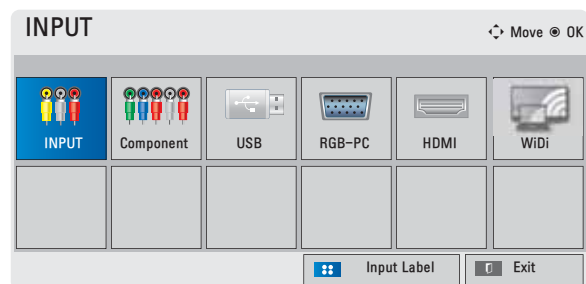 INPUT
Move ◉ OK
INPUT Component USB RGB-PC HDMI WiDi
Input Label Exit